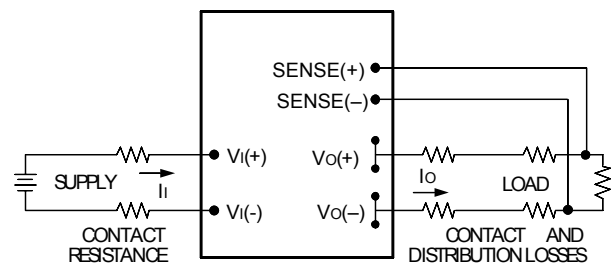 SENSE(+)
SENSE(–)
VI(+)
VO(+)
IO
SUPPLY
II
LOAD
VI(-)
VO(–)
CONTACT
RESISTANCE
CONTACT AND
DISTRIBUTION LOSSES